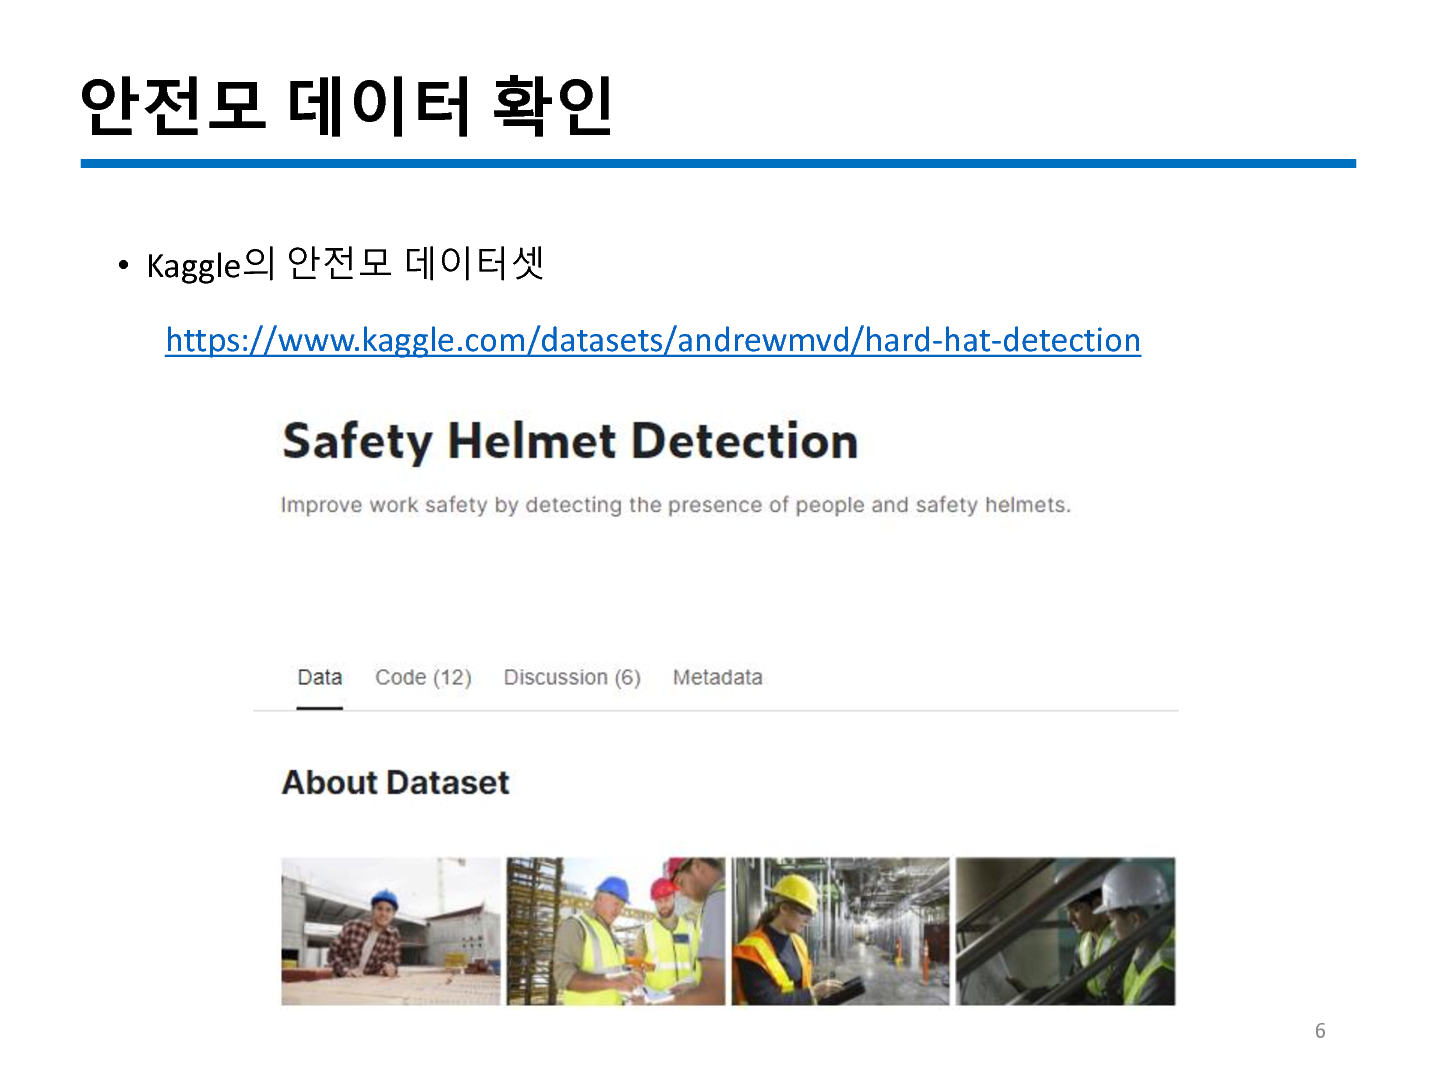 안전모 데이터 확인
• Kaggle의 안전모 데이터셋
https://www.kaggle.com/datasets/andrewmvd/hard-hat-detection
Safety Helmet Detection
Improve work safety by detecting the presence of people and safety helmets.
Data Code (12) Discussion (6) Metadata
About Dataset
6